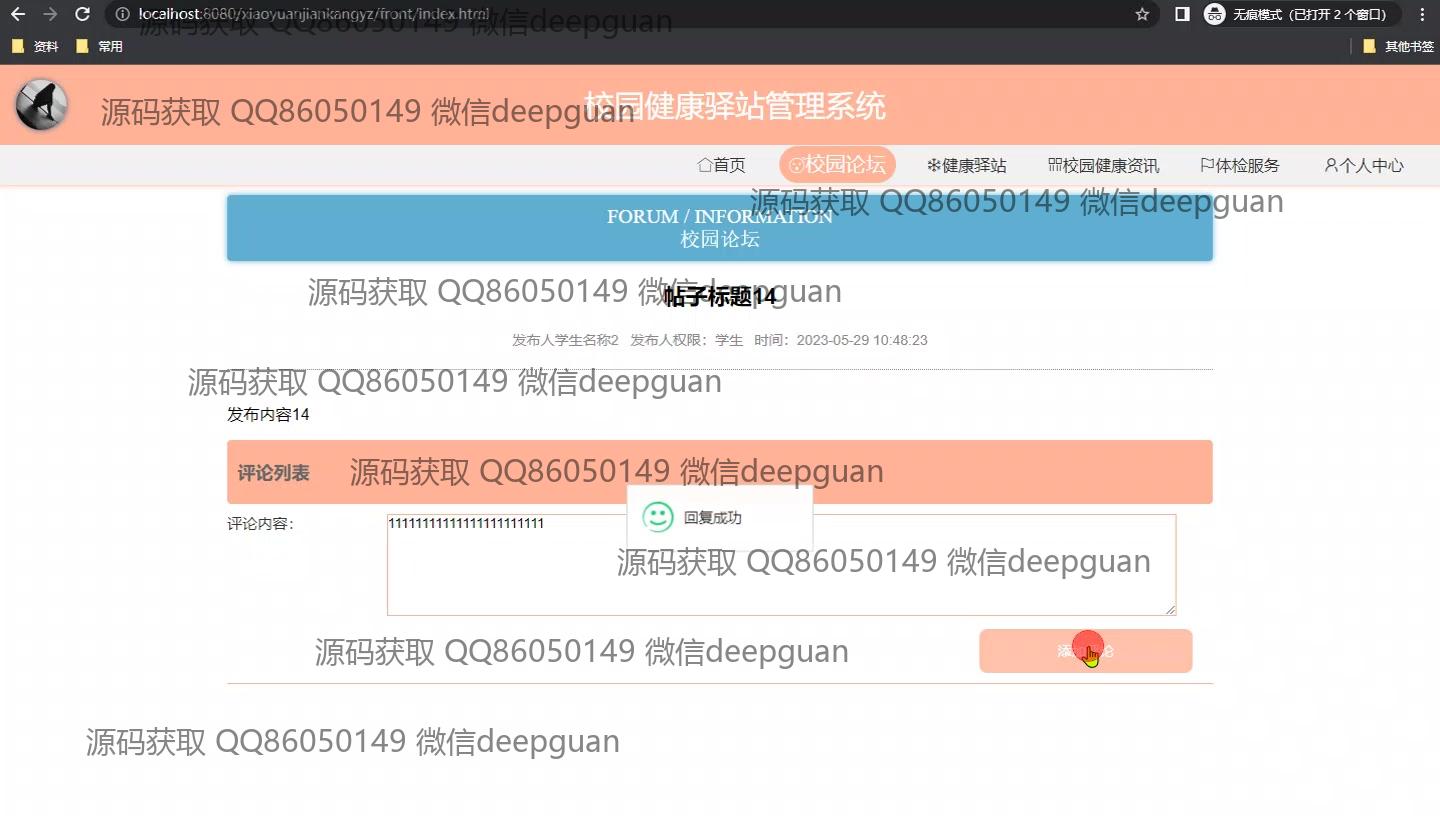 localhost:8080/xiaoyuanjiankangyz/front/index.html
无痕模式（已打开 2 个窗口）
资料
常用
其他书签
源码获取 QQ86050149 微信deepguan
校园健康驿站管理系统
源码获取 QQ86050149 微信deepguan
首页
校园论坛
健康驿站
校园健康资讯
体检服务
个人中心
源码获取 QQ86050149 微信deepguan
FORUM / INFORMATION
校园论坛
源码获取 QQ86050149 微信deepguan
帖子标题14
发布人学生名称2 发布人权限：学生 时间：2023-05-29 10:48:23
源码获取 QQ86050149 微信deepguan
发布内容14
评论列表
源码获取 QQ86050149 微信deepguan
回复成功
评论内容：
源码获取 QQ86050149 微信deepguan
源码获取 QQ86050149 微信deepguan
源码获取 QQ86050149 微信deepguan